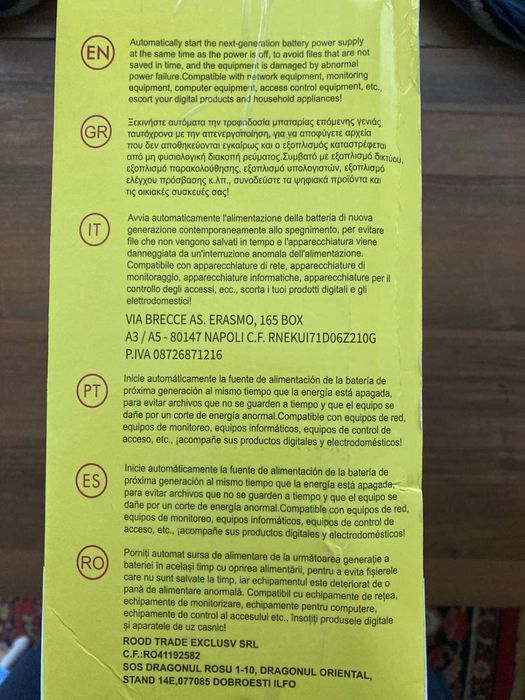 EN
Automatically start the next-generation battery power supply
at the same time as the power is off, to avoid files that are not
saved in time, and the equipment is damaged by abnormal
power failure.Compatible with network equipment, monitoring
equipment, computer equipment, access control equipment, etc.,
escort your digital products and household appliances!
GR
Ξεκινήστε αυτόματα την τροφοδοσία μπαταρίας επόμενης γενιάς
ταυτόχρονα με την απενεργοποίηση, για να αποφύγετε αρχεία
που δεν αποθηκεύονται εγκαίρως και ο εξοπλισμός καταστρέφεται
από μη φυσιολογική διακοπή ρεύματος.Συμβατό με εξοπλισμό δικτύου,
εξοπλισμό παρακολούθησης, εξοπλισμό υπολογιστών, εξοπλισμό
ελέγχου πρόσβασης κ.λπ., συνοδεύστε τα ψηφιακά προϊόντα και
τις οικιακές συσκευές σας!
IT
Avvia automaticamente l'alimentazione della batteria di nuova
generazione contemporaneamente allo spegnimento, per evitare
file che non vengono salvati in tempo e l'apparecchiatura viene
danneggiata da un'interruzione anomala dell'alimentazione.
Compatibile con apparecchiature di rete, apparecchiature di
monitoraggio, apparecchiature informatiche, apparecchiature per il
controllo degli accessi, ecc., scorta i tuoi prodotti digitali e gli
elettrodomestici!
VIA BRECCE AS. ERASMO, 165 BOX
A3 / A5 - 80147 NAPOLI C.F. RNEKUI71D06Z210G
P.IVA 08726871216
PT
Inicie automáticamente la fuente de alimentación de la batería de
próxima generación al mismo tiempo que la energía está apagada,
para evitar archivos que no se guarden a tiempo y que el equipo se
dañe por un corte de energía anormal.Compatible con equipos de red,
equipos de monitoreo, equipos informáticos, equipos de control de
acceso, etc., ¡acompañe sus productos digitales y electrodomésticos!
ES
Inicie automáticamente la fuente de alimentación de la batería de
próxima generación al mismo tiempo que la energía está apagada,
para evitar archivos que no se guarden a tiempo y que el equipo se
dañe por un corte de energía anormal.Compatible con equipos de red,
equipos de monitoreo, equipos informáticos, equipos de control de
acceso, etc., ¡acompañe sus productos digitales y electrodomésticos!
RO
Porniți automat sursa de alimentare de la următoarea generație a
bateriei în același timp cu oprirea alimentării, pentru a evita fișierele
care nu sunt salvate la timp, iar echipamentul este deteriorat de o
pană de alimentare anormală. Compatibil cu echipamente de rețea,
echipamente de monitorizare, echipamente pentru computere,
echipamente de control al accesului etc., însoțiți produsele digitale
și aparatele de uz casnic!
ROOD TRADE EXCLUSV SRL
C.F.:RO41192582
SOS DRAGONUL ROSU 1-10, DRAGONUL ORIENTAL,
STAND 14E,077085 DOBROESTI ILFO